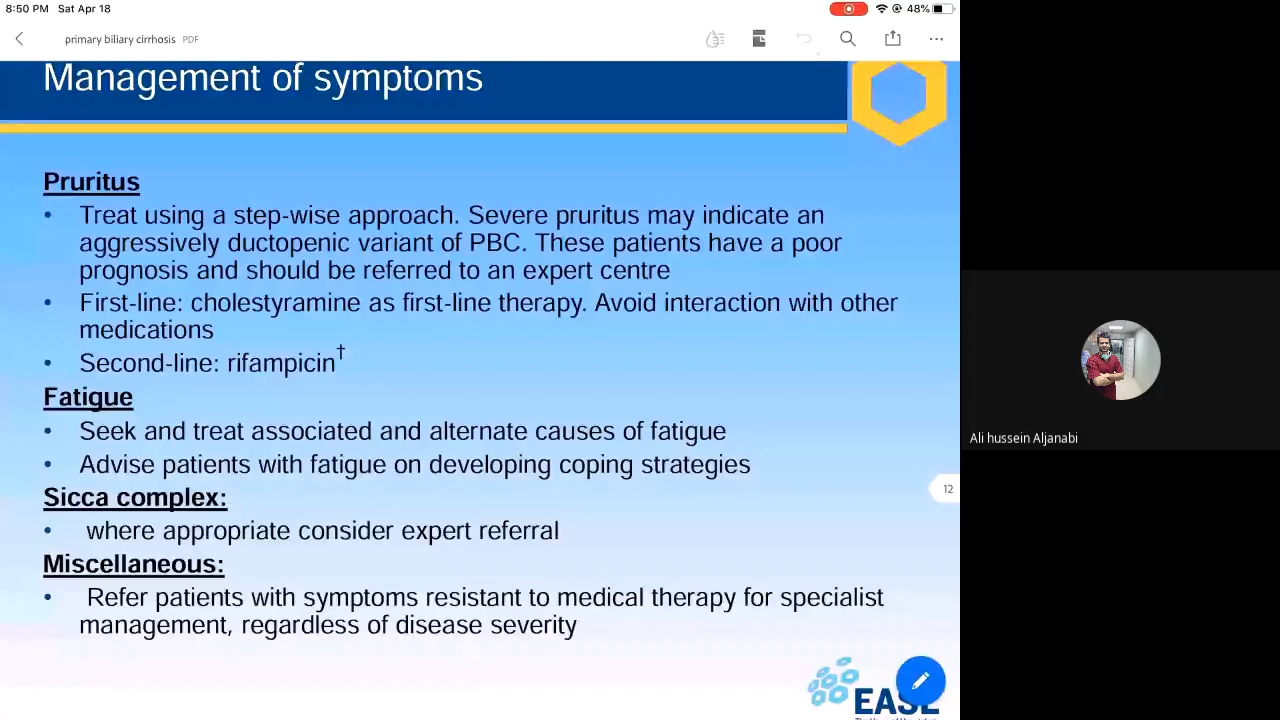 8:50 PM Sat Apr 18
48%
primary biliary cirrhosis PDF
Management of symptoms
Pruritus
• Treat using a step-wise approach. Severe pruritus may indicate an
aggressively ductopenic variant of PBC. These patients have a poor
prognosis and should be referred to an expert centre
• First-line: cholestyramine as first-line therapy. Avoid interaction with other
medications
• Second-line: rifampicin†
Fatigue
• Seek and treat associated and alternate causes of fatigue
• Advise patients with fatigue on developing coping strategies
12
Sicca complex:
• where appropriate consider expert referral
Miscellaneous:
• Refer patients with symptoms resistant to medical therapy for specialist
management, regardless of disease severity
Ali hussein Aljanabi